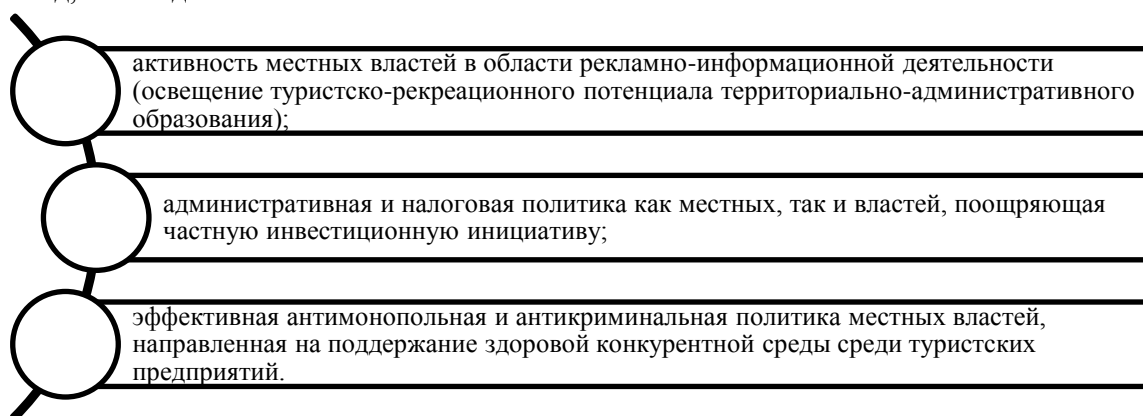 активность местных властей в области рекламно-информационной деятельности
(освещение туристско-рекреационного потенциала территориально-административного
образования);
административная и налоговая политика как местных, так и властей, поощряющая
частную инвестиционную инициативу;
эффективная антимонопольная и антикриминальная политика местных властей,
направленная на поддержание здоровой конкурентной среды среди туристских
предприятий.